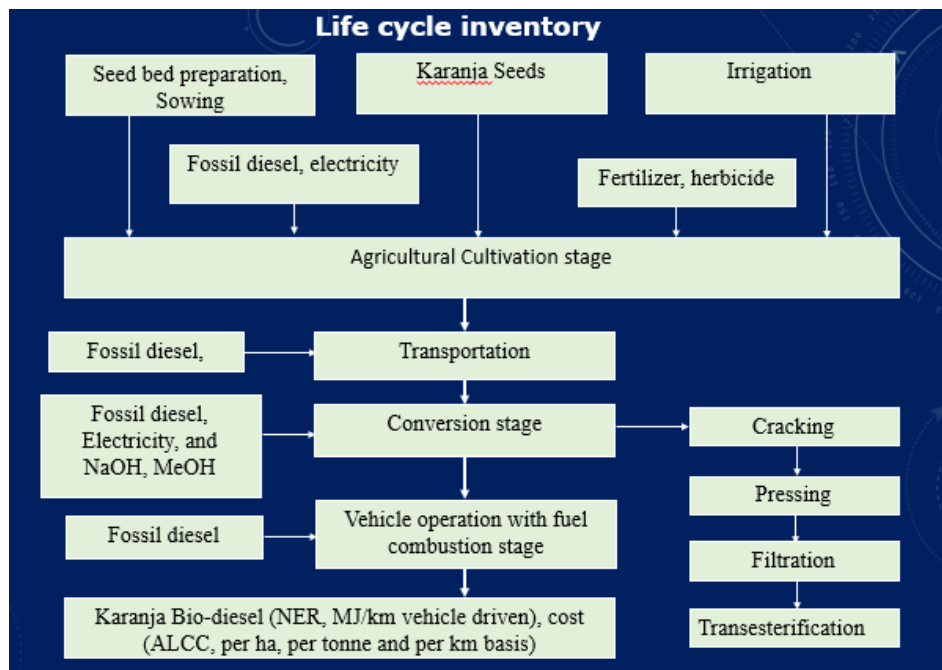 Life cycle inventory
Seed bed preparation,
Sowing
Karanja Seeds
Irrigation
Fossil diesel, electricity
Fertilizer, herbicide
Agricultural Cultivation stage
Fossil diesel,
Transportation
Fossil diesel,
Electricity, and
NaOH, MeOH
Conversion stage
Cracking
Pressing
Fossil diesel
Vehicle operation with fuel
combustion stage
Filtration
Karanja Bio-diesel (NER, MJ/km vehicle driven), cost
(ALCC, per ha, per tonne and per km basis)
Transesterification